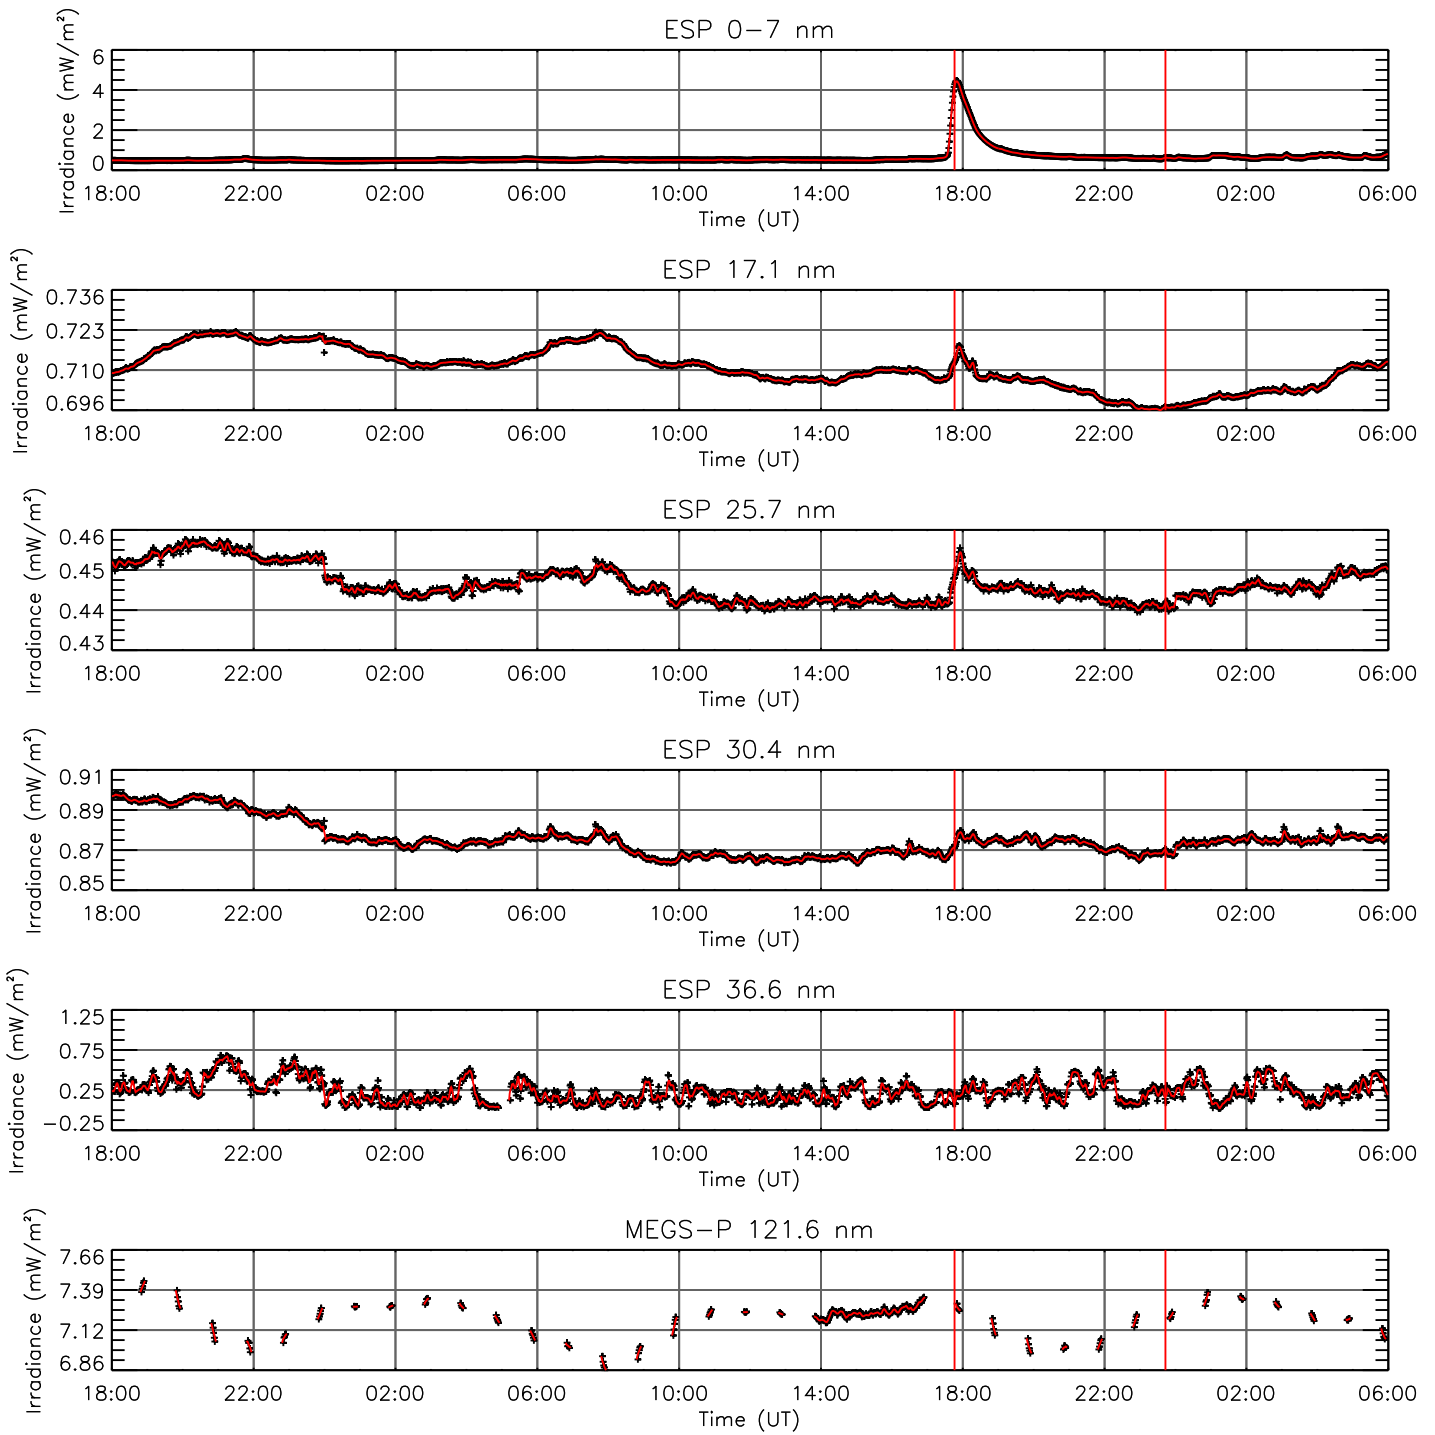 ESP 0-7 nm
Irradiance (mW/m²)
6
4
2
0
18:00 22:00 02:00 06:00 10:00 14:00 18:00 22:00 02:00 06:00
Time (UT)
ESP 17.1 nm
Irradiance (mW/m²)
0.736
0.723
0.710
0.696
18:00 22:00 02:00 06:00 10:00 14:00 18:00 22:00 02:00 06:00
Time (UT)
ESP 25.7 nm
Irradiance (mW/m²)
0.46
0.45
0.44
0.43
18:00 22:00 02:00 06:00 10:00 14:00 18:00 22:00 02:00 06:00
Time (UT)
ESP 30.4 nm
Irradiance (mW/m²)
0.91
0.89
0.87
0.85
18:00 22:00 02:00 06:00 10:00 14:00 18:00 22:00 02:00 06:00
Time (UT)
ESP 36.6 nm
Irradiance (mW/m²)
1.25
0.75
0.25
-0.25
18:00 22:00 02:00 06:00 10:00 14:00 18:00 22:00 02:00 06:00
Time (UT)
MEGS-P 121.6 nm
Irradiance (mW/m²)
7.66
7.39
7.12
6.86
18:00 22:00 02:00 06:00 10:00 14:00 18:00 22:00 02:00 06:00
Time (UT)